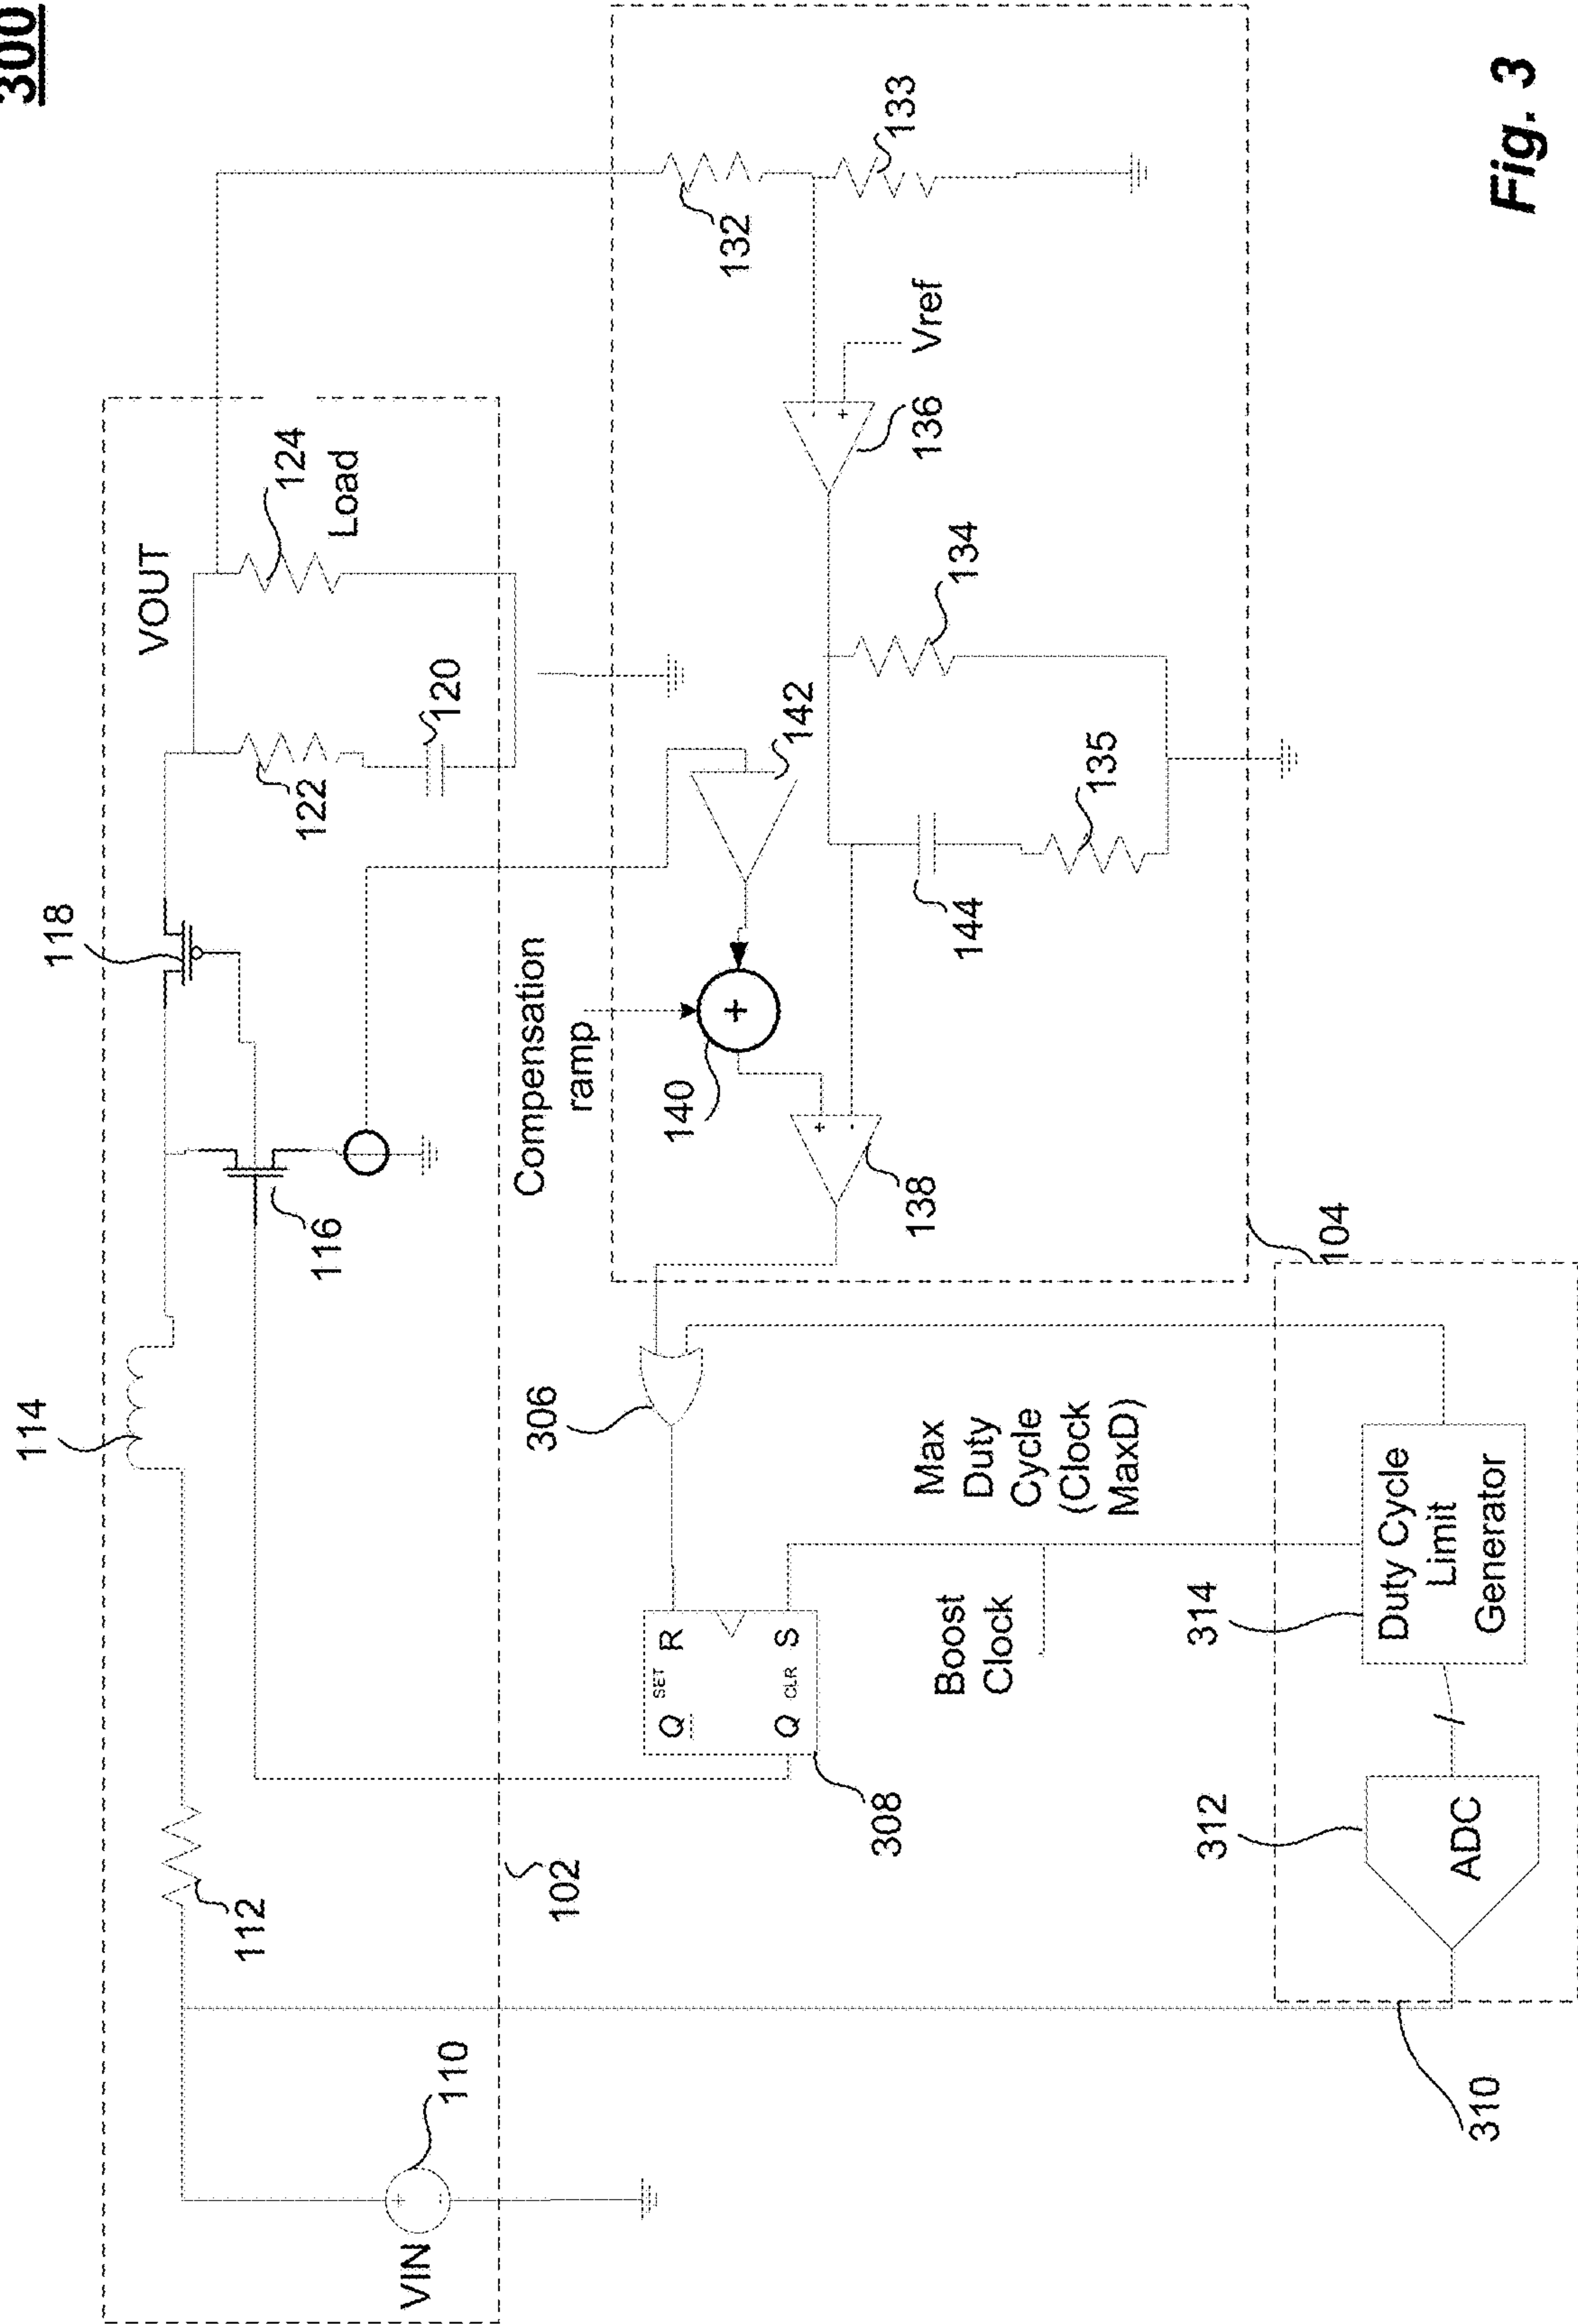 300
114
118
VOUT
124
Load
122
120
116
112
110
VIN
102
Compensation
ramp
140
142
132
133
Vref
136
134
135
144
138
104
306
SET
Q
R
Q
CLR
S
308
Max
Duty
Cycle
(Clock
MaxD)
Boost
Clock
314
Duty Cycle
Limit
Generator
312
ADC
310
+
-
+
+
-
-
+
Fig. 3